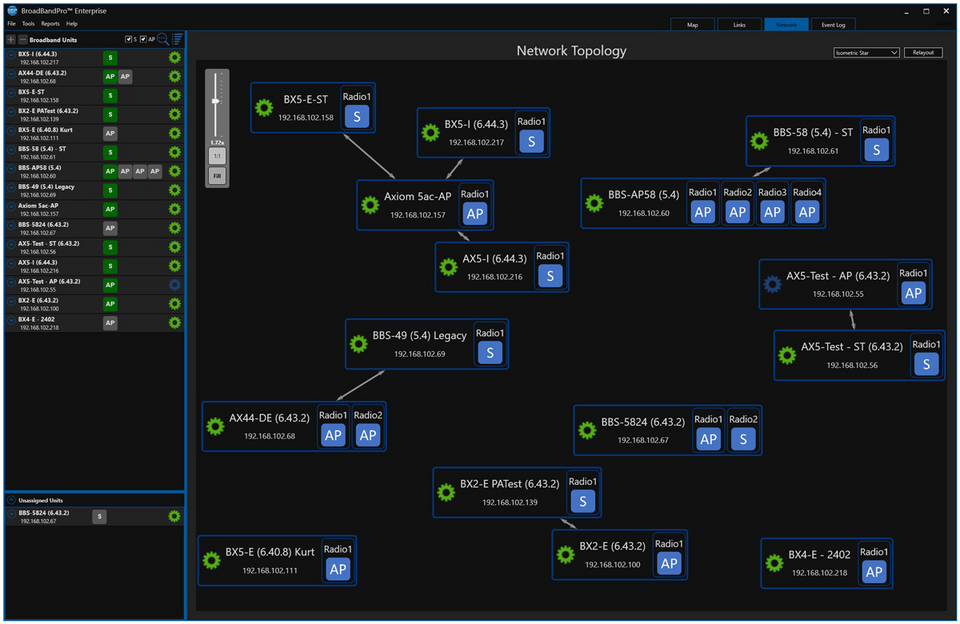 BroadBandPro™ Enterprise
File Tools Reports Help
Map Links Network Event Log
Broadband Units S AP
BX5-I (6.44.3)
192.168.102.217
S
AX44-DE (6.43.2)
192.168.102.68
AP AP
BX5-E-ST
192.168.102.158
S
BX2-E PATest (6.43.2)
192.168.102.139
S
BX5-E (6.40.8) Kurt
192.168.102.111
AP
BBS-58 (5.4) - ST
192.168.102.61
S
BBS-AP58 (5.4)
192.168.102.60
AP AP AP AP
BBS-49 (5.4) Legacy
192.168.102.69
S
Axiom 5ac-AP
192.168.102.157
AP
BBS-5824 (6.43.2)
192.168.102.67
AP
AX5-Test - ST (6.43.2)
192.168.102.56
S
AX5-I (6.44.3)
192.168.102.216
S
AX5-Test - AP (6.43.2)
192.168.102.55
AP
BX2-E (6.43.2)
192.168.102.100
AP
BX4-E - 2402
192.168.102.218
AP
Unassigned Units
BBS-5824 (6.43.2)
192.168.102.67
S
Network Topology
Isometric Star
Relayout
1.72x
1:1
Fill
BX5-E-ST
192.168.102.158
Radio1
S
BX5-I (6.44.3)
192.168.102.217
Radio1
S
BBS-58 (5.4) - ST
192.168.102.61
Radio1
S
Axiom 5ac-AP
192.168.102.157
Radio1
AP
BBS-AP58 (5.4)
192.168.102.60
Radio1 Radio2 Radio3 Radio4
AP AP AP AP
AX5-I (6.44.3)
192.168.102.216
Radio1
S
AX5-Test - AP (6.43.2)
192.168.102.55
Radio1
AP
BBS-49 (5.4) Legacy
192.168.102.69
Radio1
S
AX5-Test - ST (6.43.2)
192.168.102.56
Radio1
S
AX44-DE (6.43.2)
192.168.102.68
Radio1 Radio2
AP AP
BBS-5824 (6.43.2)
192.168.102.67
Radio1 Radio2
AP S
BX2-E PATest (6.43.2)
192.168.102.139
Radio1
S
BX5-E (6.40.8) Kurt
192.168.102.111
Radio1
AP
BX2-E (6.43.2)
192.168.102.100
Radio1
AP
BX4-E - 2402
192.168.102.218
Radio1
AP